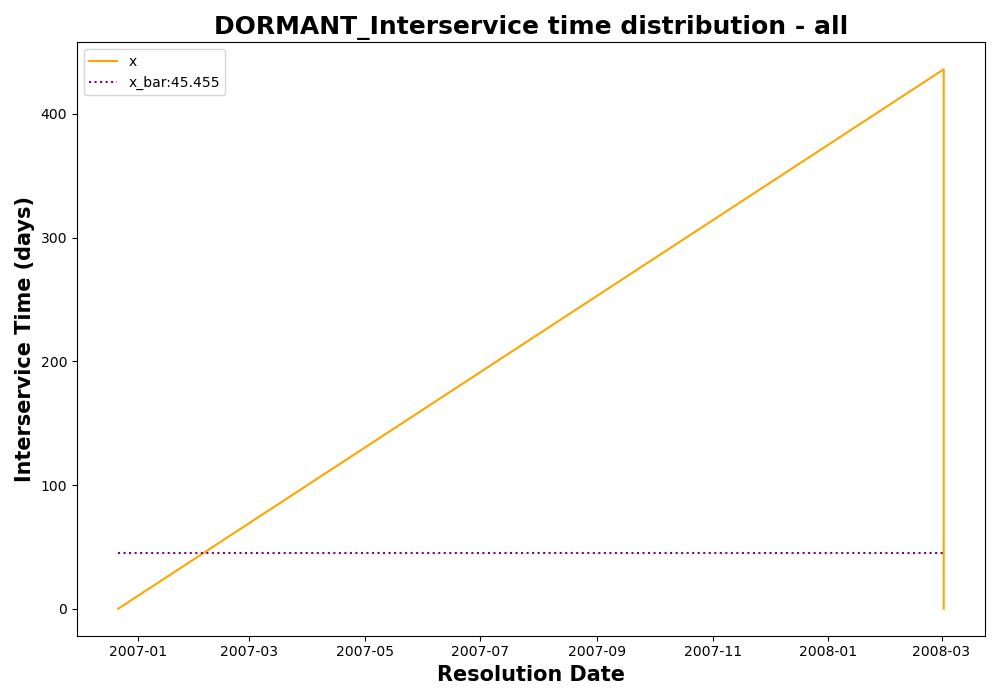 DORMANT_Interservice time distribution - all
x
x_bar:45.455
Interservice Time (days)
400
300
200
100
0
2007-01 2007-03 2007-05 2007-07 2007-09 2007-11 2008-01 2008-03
Resolution Date